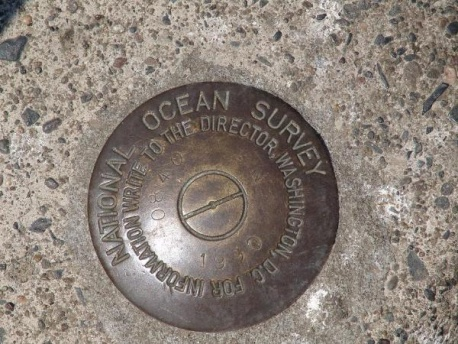 NATIONAL OCEAN SURVEY
FOR INFORMATION WRITE TO THE DIRECTOR, WASHINGTON, D.C.